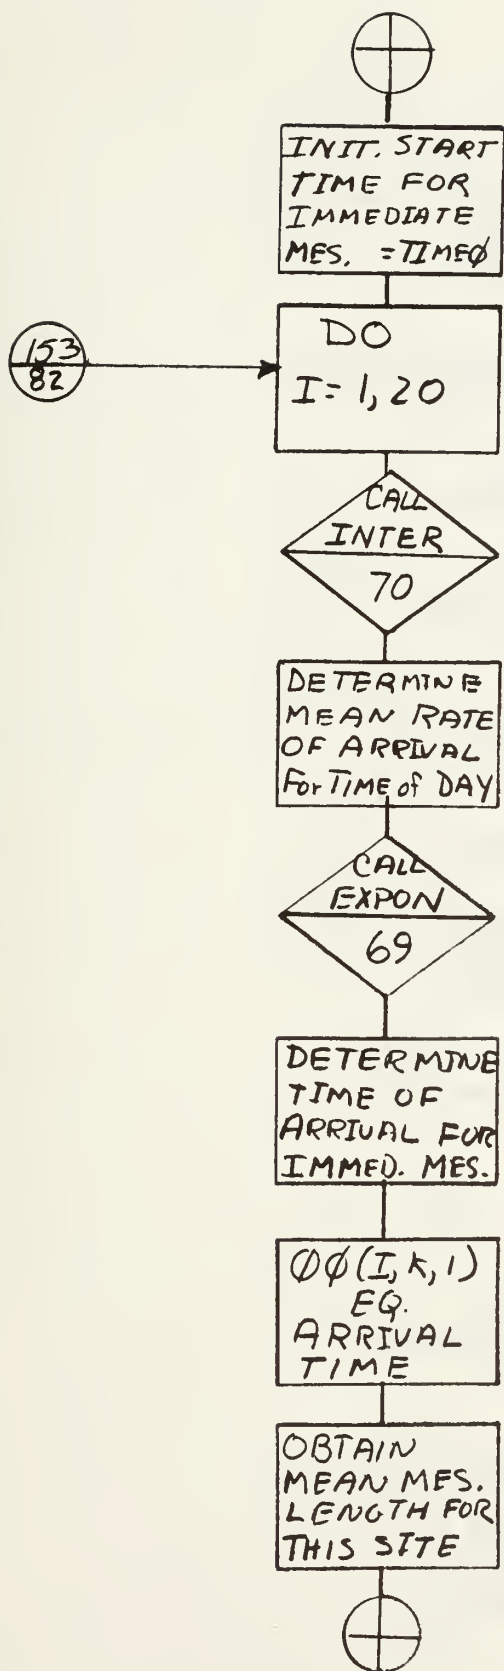 INIT. START
TIME FOR
IMMEDIATE
MES. =TIMEØ
DO
I= 1, 20
153
82
CALL
INTER
70
DETERMINE
MEAN RATE
OF ARRIVAL
For TIME of DAY
CALL
EXPON
69
DETERMINE
TIME OF
ARRIVAL FOR
IMMED. MES.
ØØ(I,K,1)
EQ.
ARRIVAL
TIME
OBTAIN
MEAN MES.
LENGTH FOR
THIS SITE